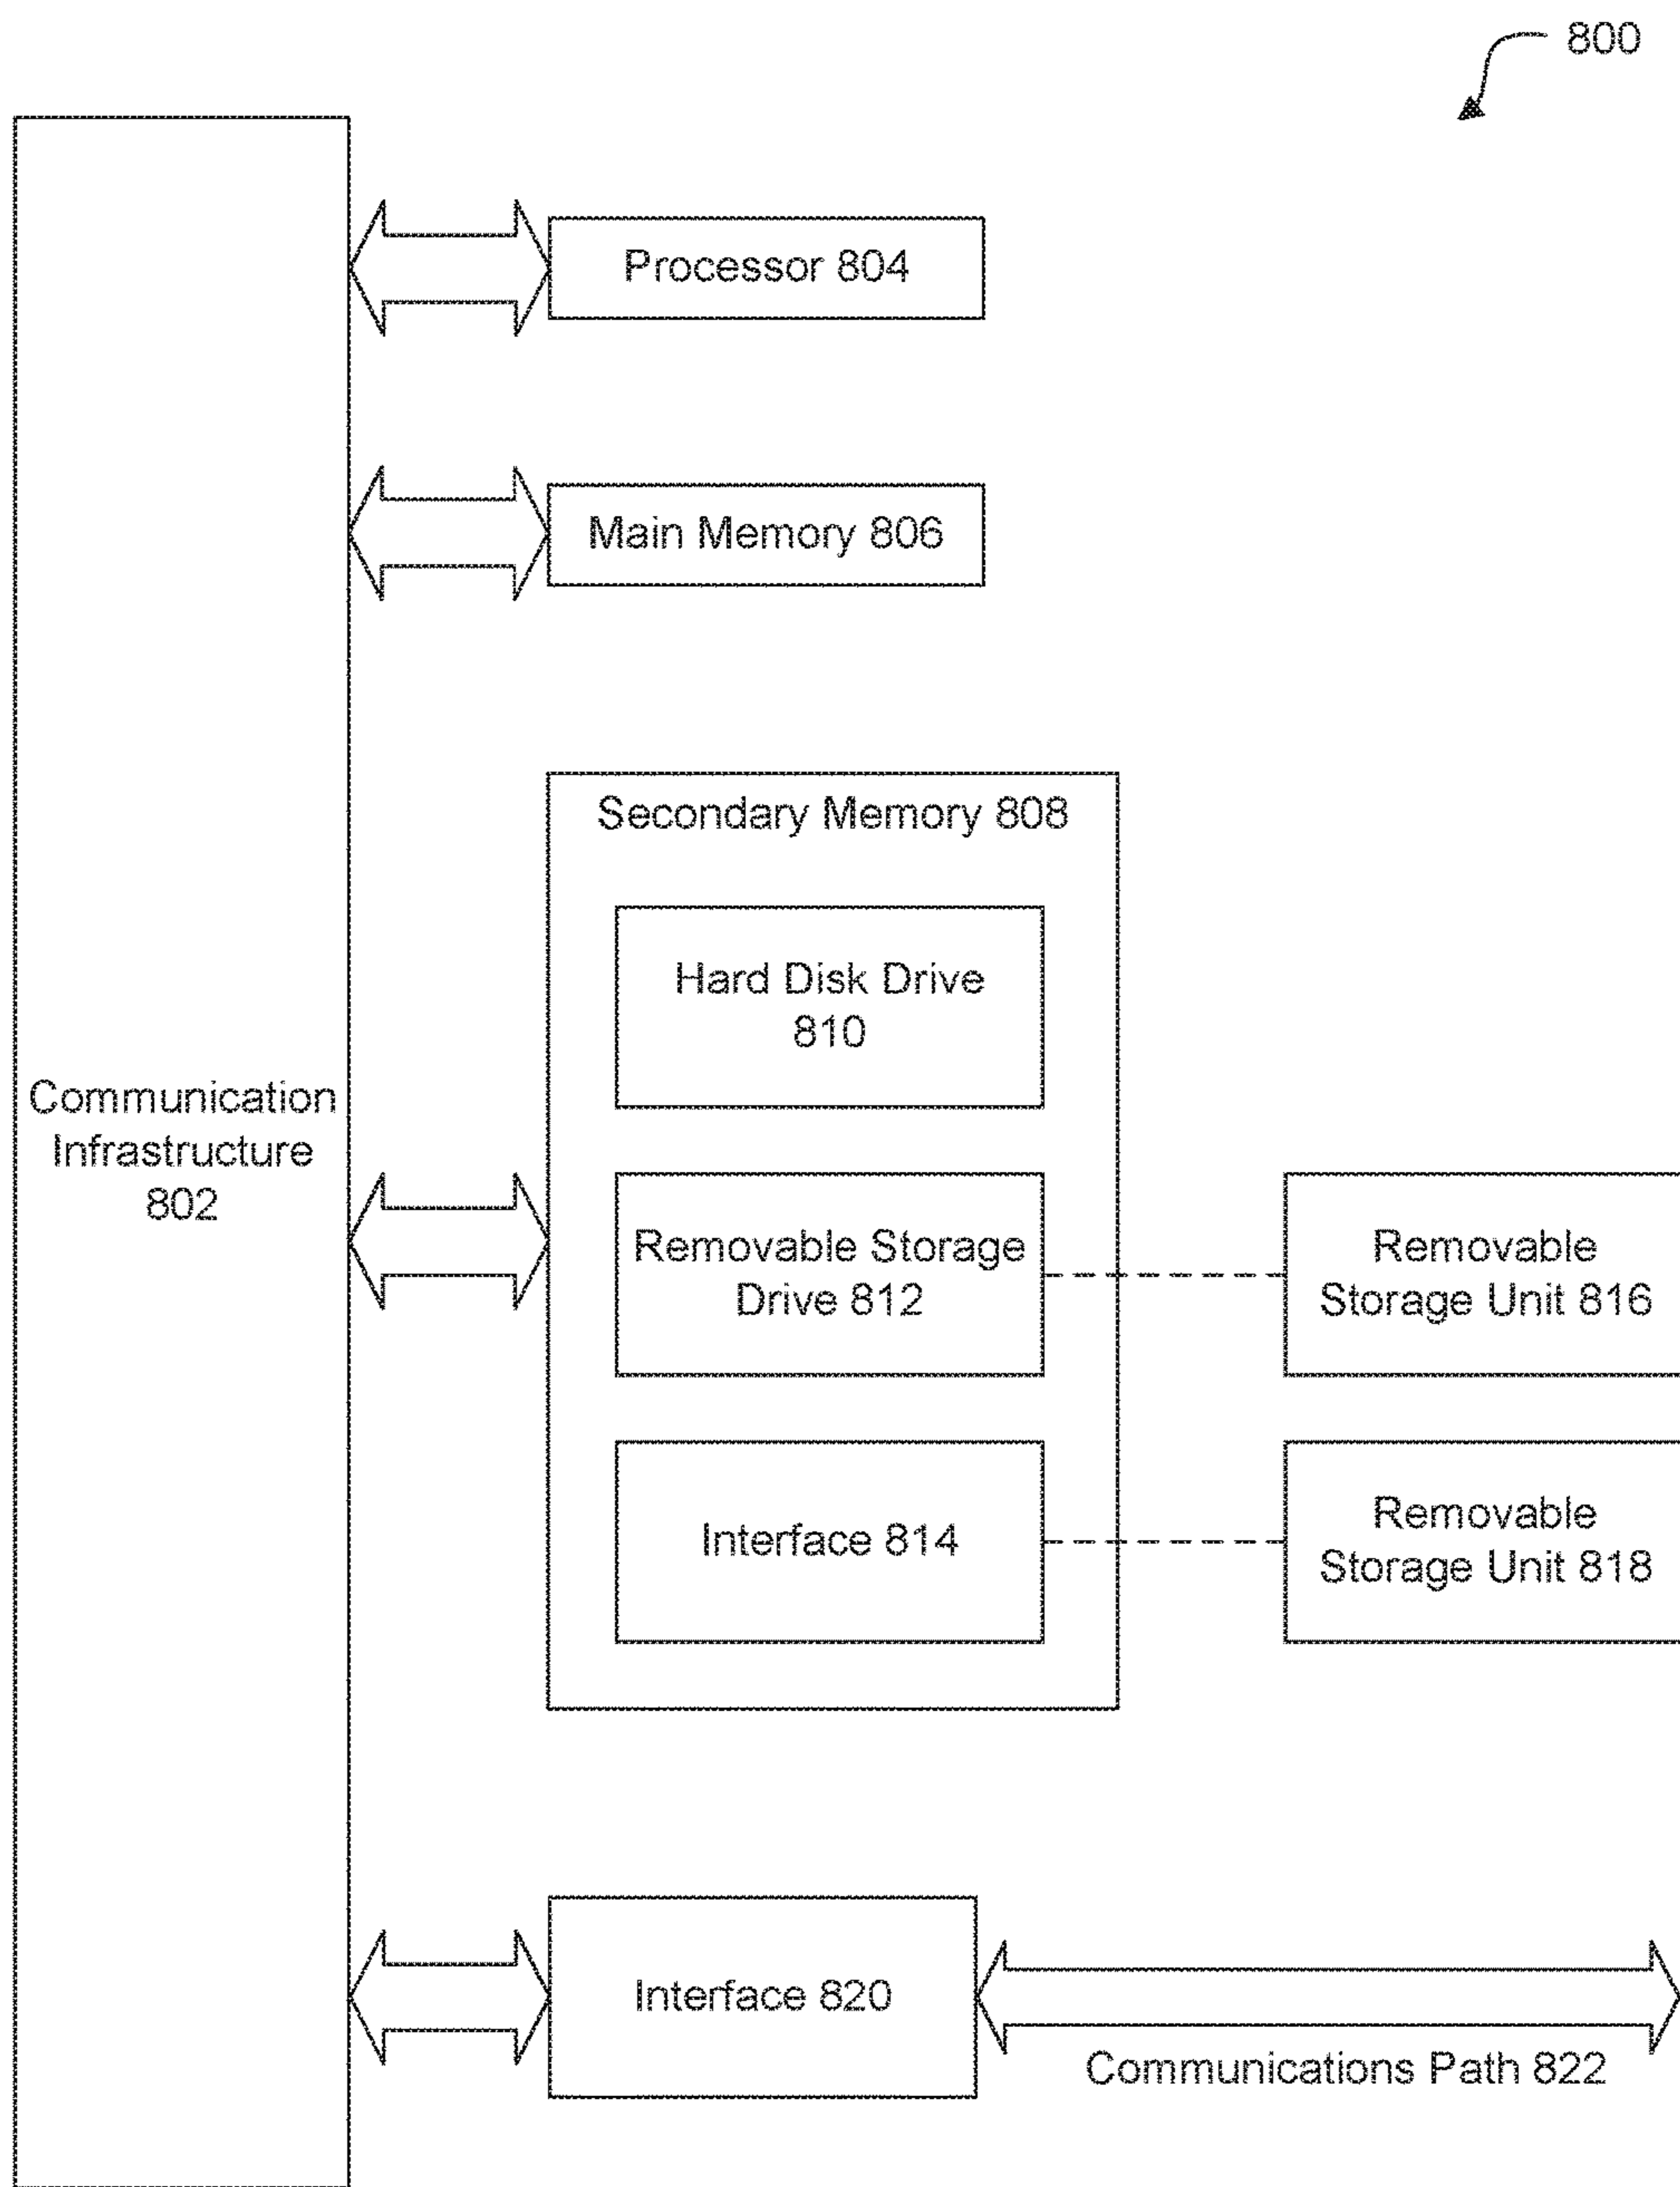 800
Processor 804
Main Memory 806
Secondary Memory 808
Hard Disk Drive
810
Communication
Infrastructure
802
Removable Storage
Drive 812
Removable
Storage Unit 816
Interface 814
Removable
Storage Unit 818
Interface 820
Communications Path 822